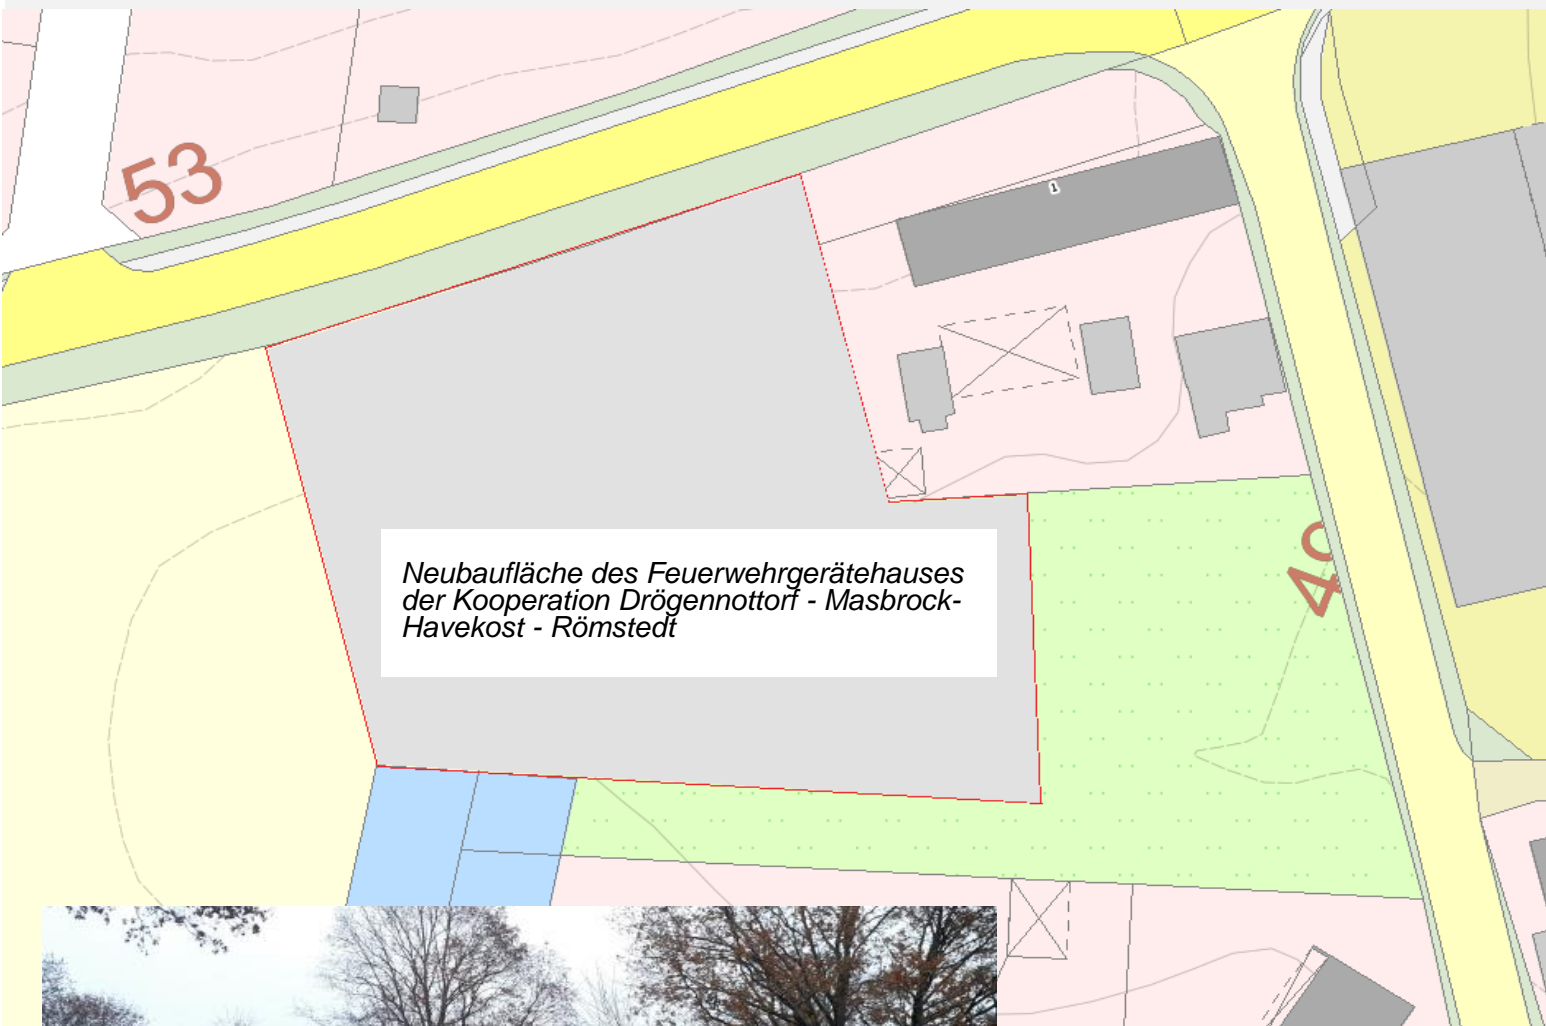 53
1
Neubaufläche des Feuerwehrgerätehauses
der Kooperation Drögennottorf - Masbrock-
Havekost - Römstedt